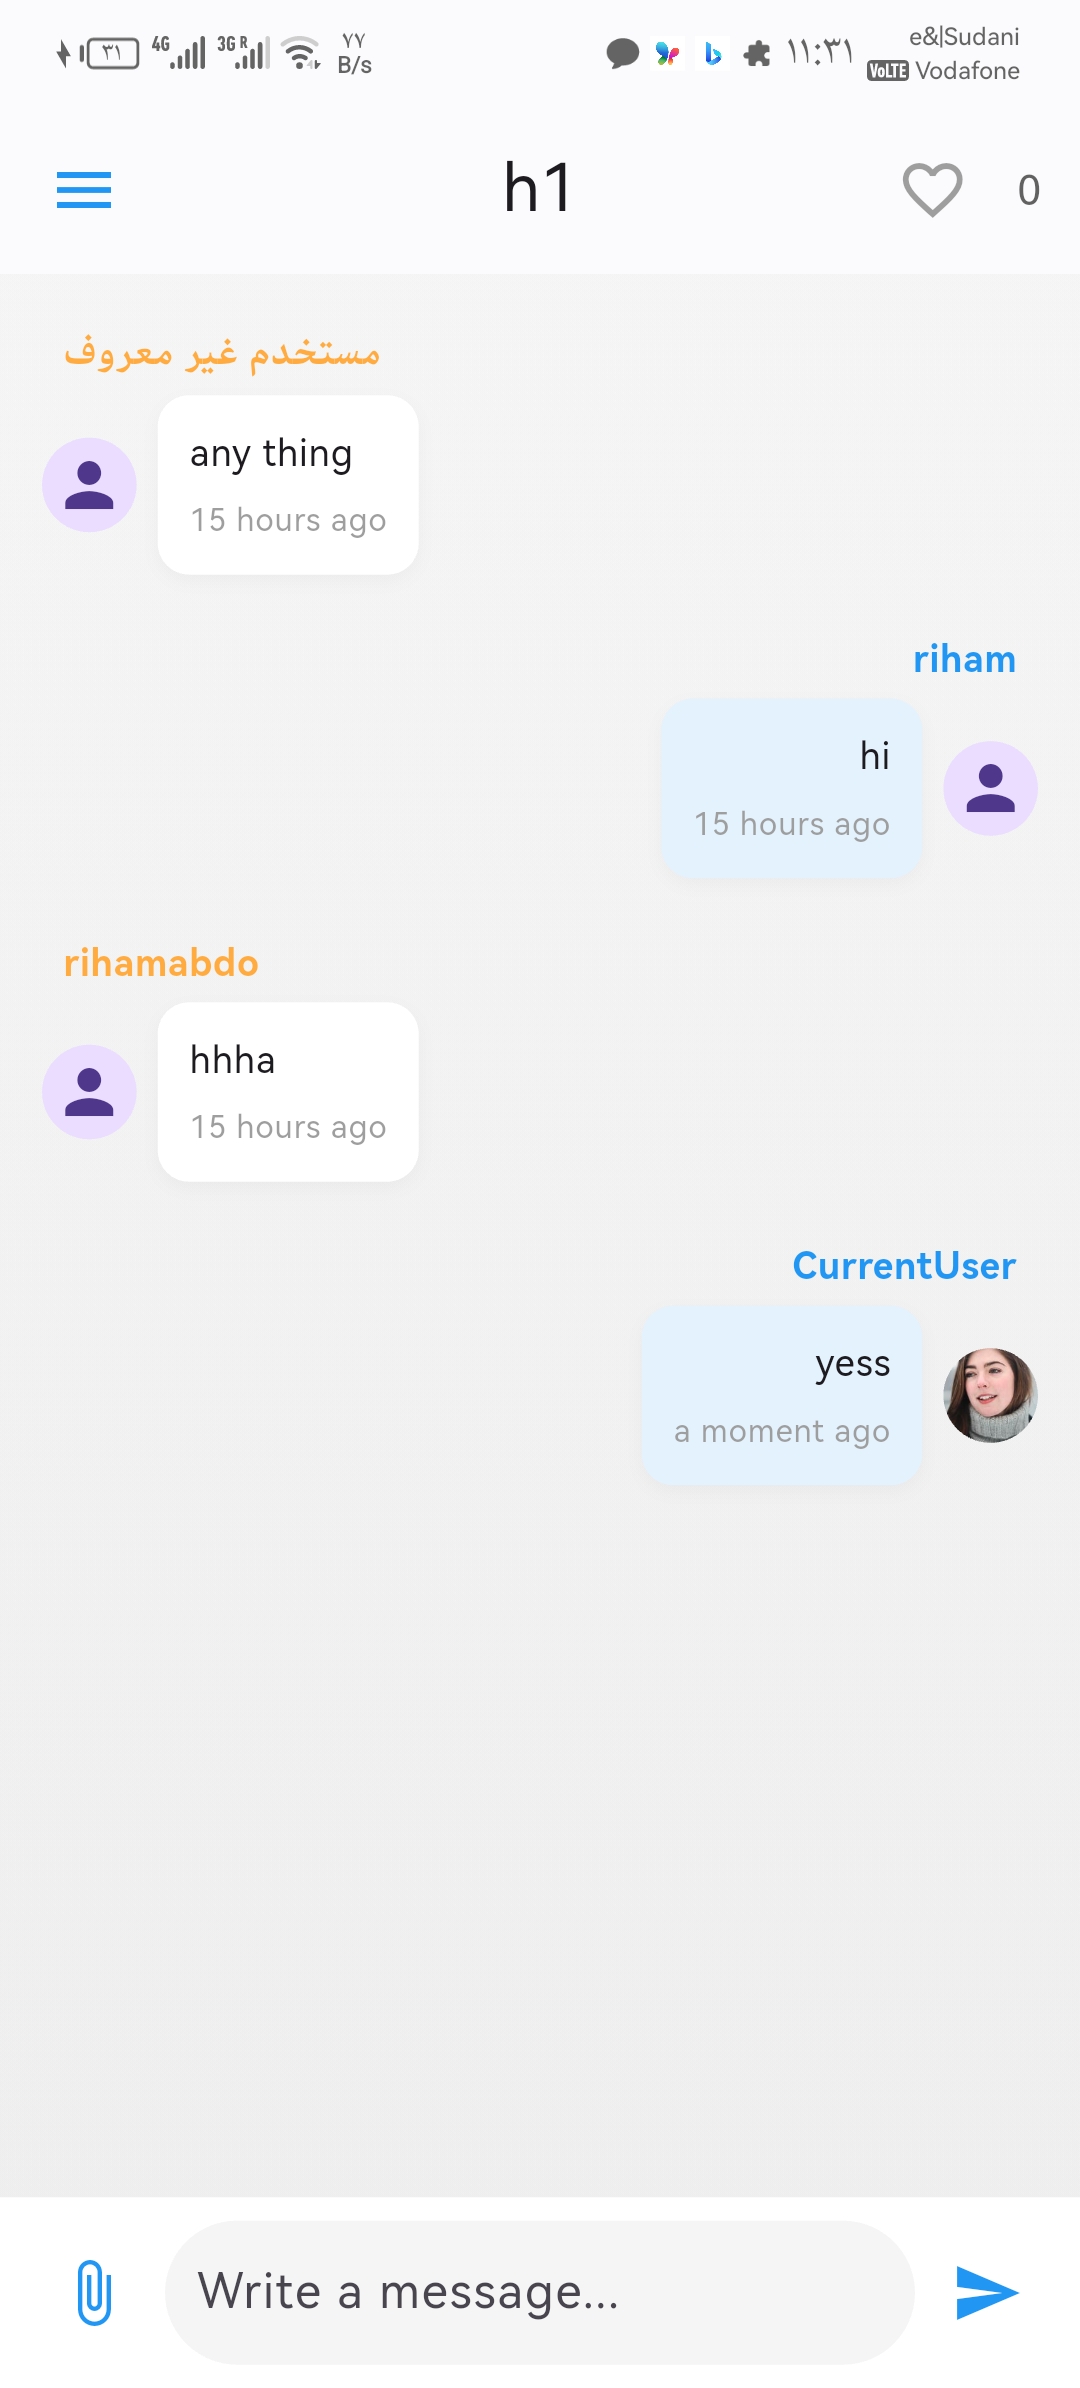 ٣١ 4G 3G R ٧٧ B/s ١١:٣١ e&|Sudani
VoLTE Vodafone
h1 0
مستخدم غير معروف
any thing
15 hours ago
riham
hi
15 hours ago
rihamabdo
hhha
15 hours ago
CurrentUser
yess
a moment ago
Write a message...